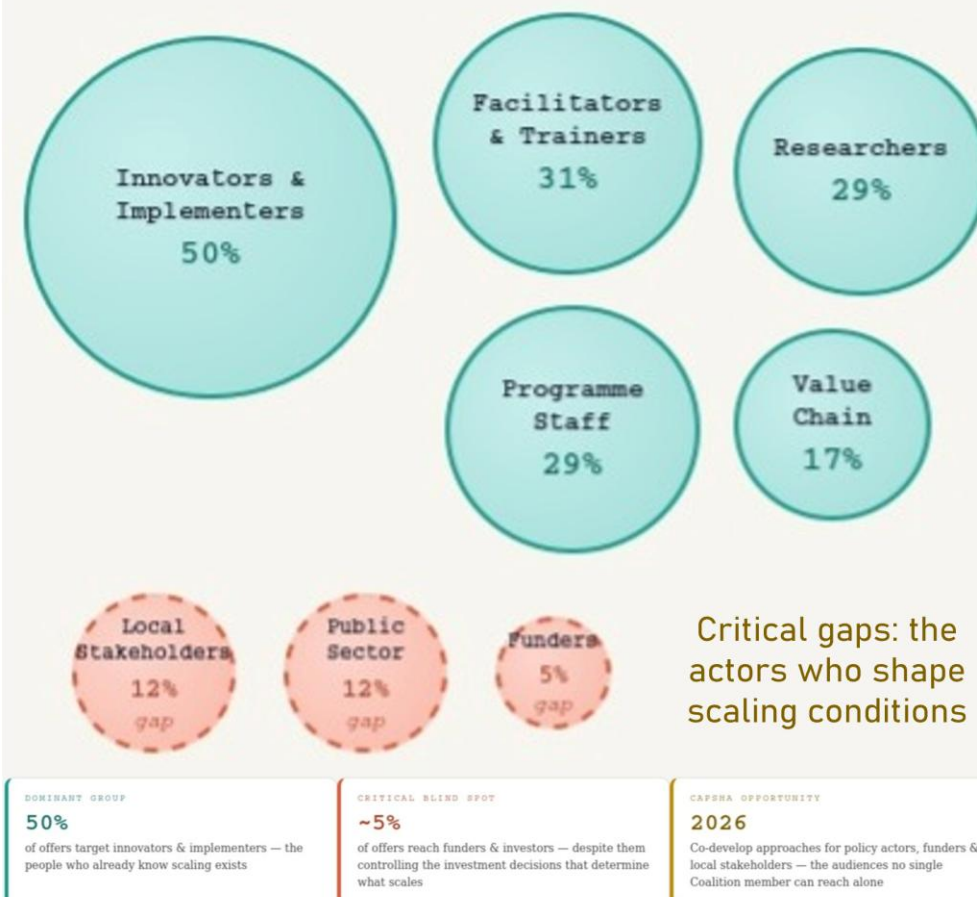 Innovators &
Implementers
50%
Facilitators
& Trainers
31%
Researchers
29%
Programme
Staff
29%
Value
Chain
17%
Local
Stakeholders
12%
gap
Public
Sector
12%
gap
Funders
5%
gap
Critical gaps: the
actors who shape
scaling conditions
DOMINANT GROUP
50%
of offers target innovators & implementers — the
people who already know scaling exists
CRITICAL BLIND SPOT
~5%
of offers reach funders & investors — despite them
controlling the investment decisions that determine
what scales
CAPSHA OPPORTUNITY
2026
Co-develop approaches for policy actors, funders &
local stakeholders — the audiences no single
Coalition member can reach alone